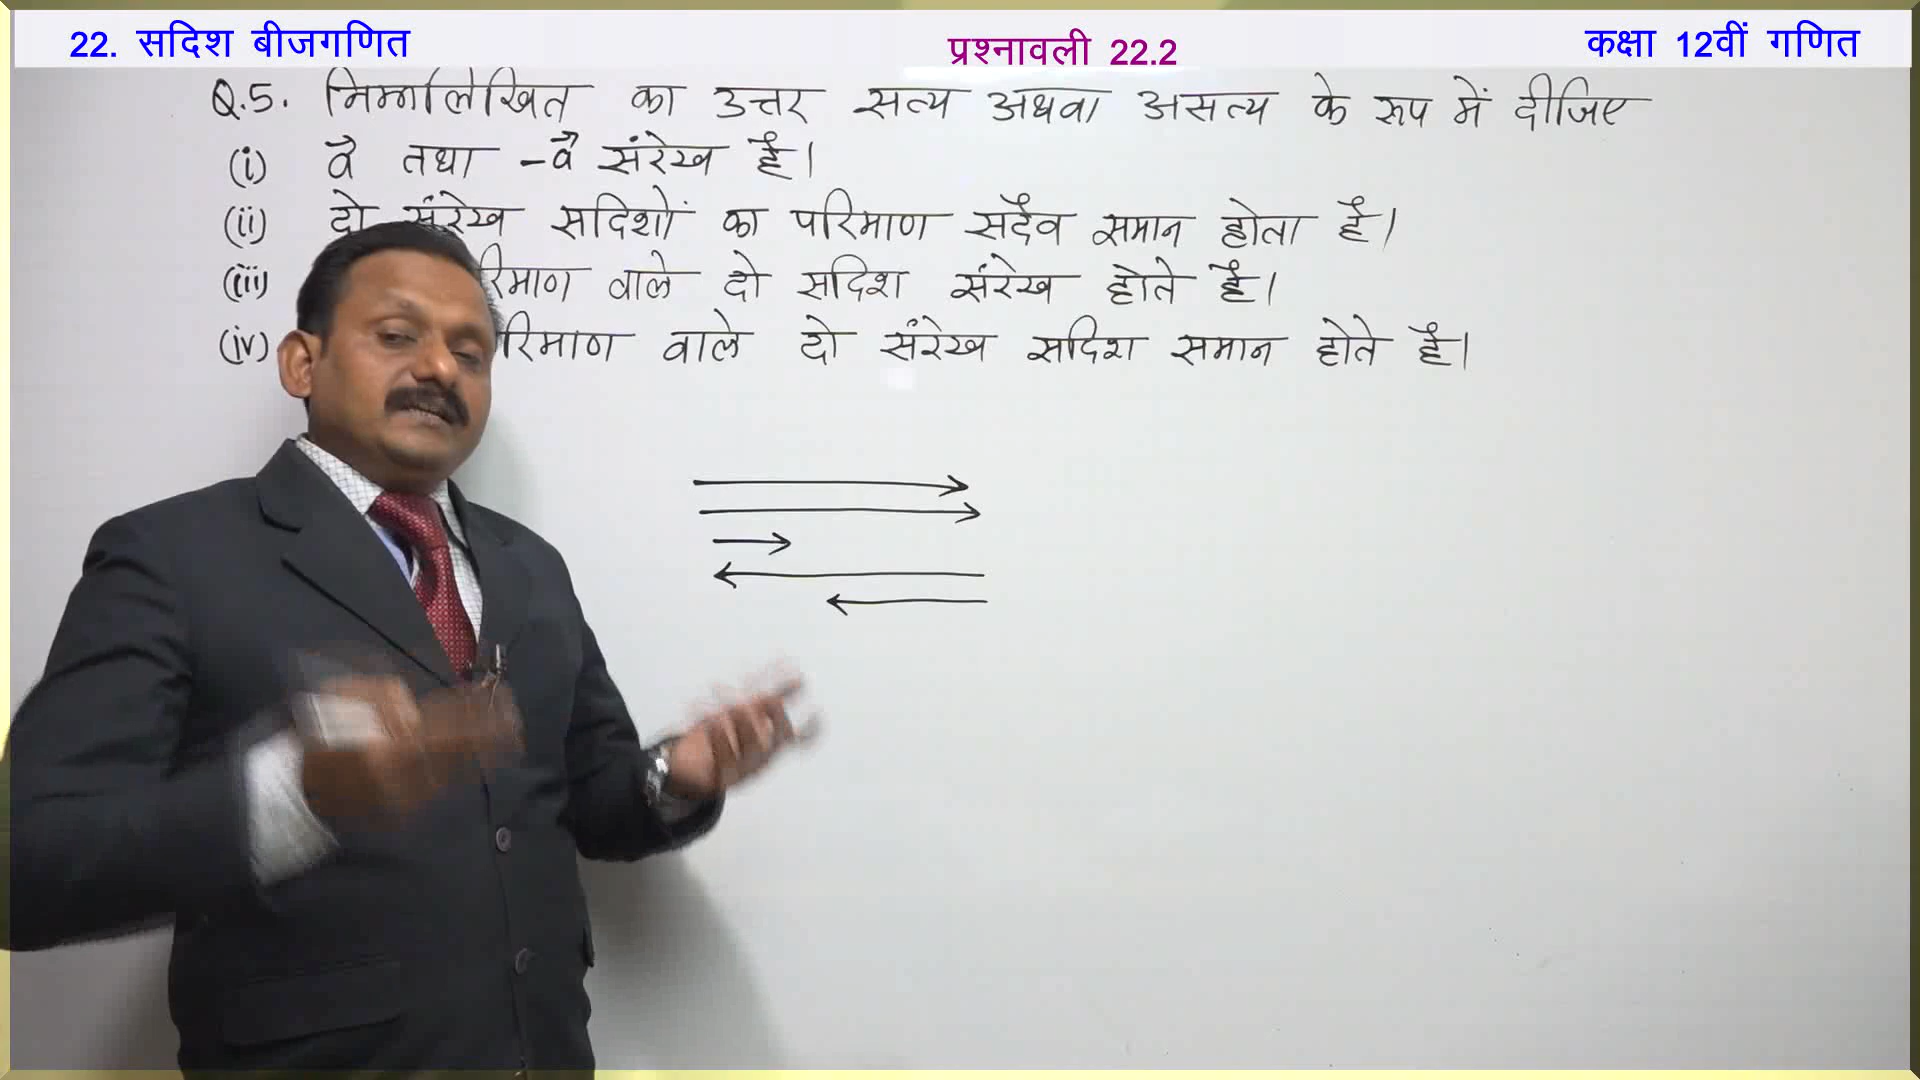 22. सदिश बीजगणित
प्रश्नावली 22.2
कक्षा 12वीं गणित
Q.5. निम्नलिखित का उत्तर सत्य अथवा असत्य के रूप में दीजिए
(i) a⃗ तथा -a⃗ संरेख हैं।
(ii) दो संरेख सदिशों का परिमाण सदैव समान होता है।
(iii) वाले दो सदिश संरेख होते हैं।
(iv) वाले दो संरेख सदिश समान होते हैं।